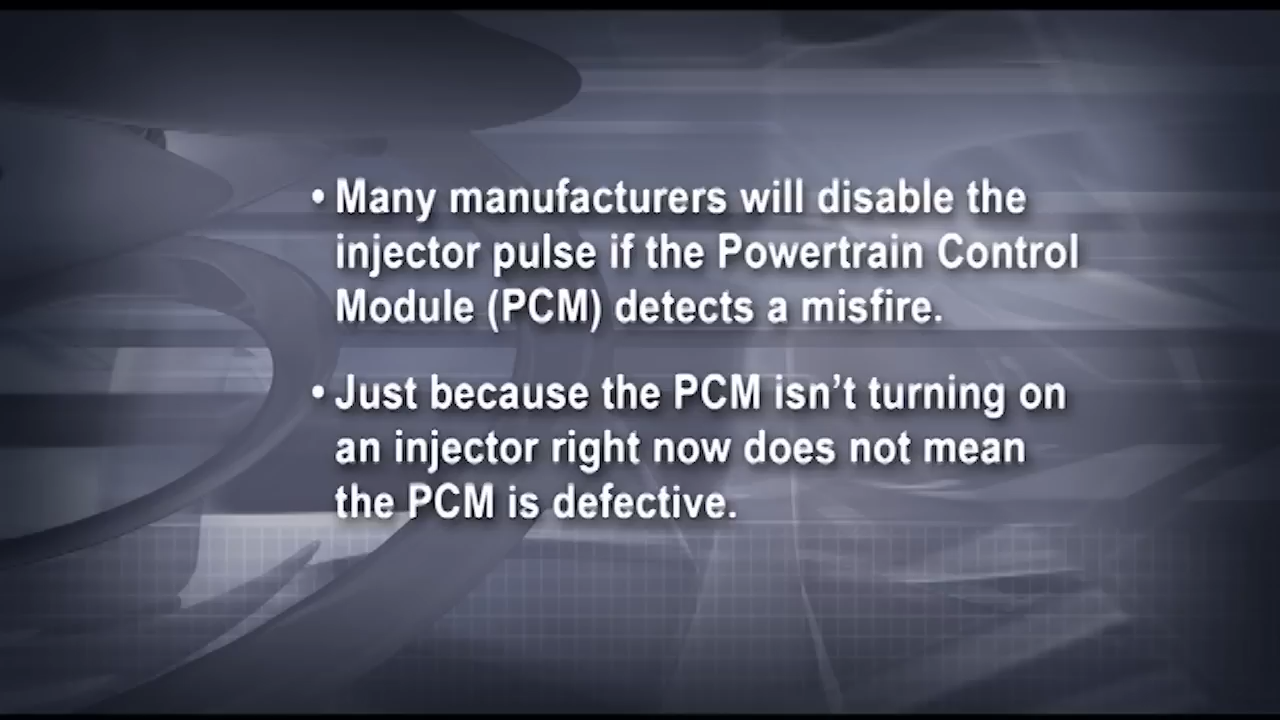 • Many manufacturers will disable the
injector pulse if the Powertrain Control
Module (PCM) detects a misfire.
• Just because the PCM isn’t turning on
an injector right now does not mean
the PCM is defective.